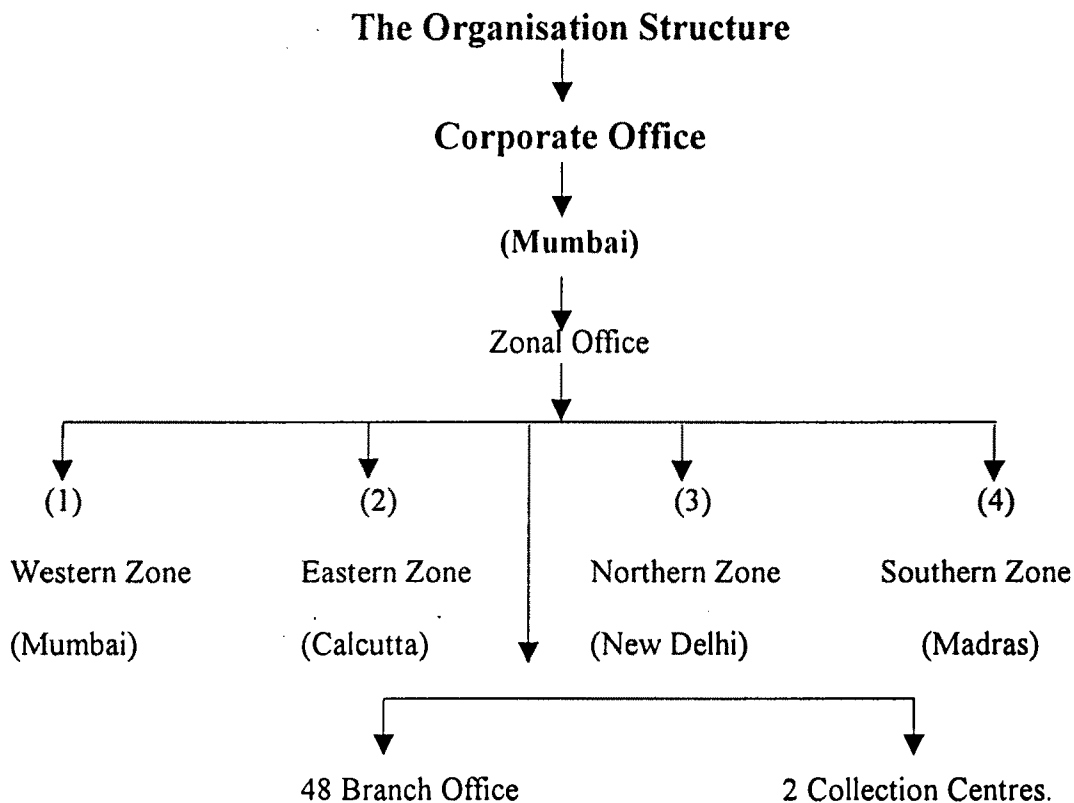 The Organisation Structure
Corporate Office
(Mumbai)
Zonal Office
(1) (2) (3) (4)
Western Zone Eastern Zone Northern Zone Southern Zone
(Mumbai) (Calcutta) (New Delhi) (Madras)
48 Branch Office 2 Collection Centres.